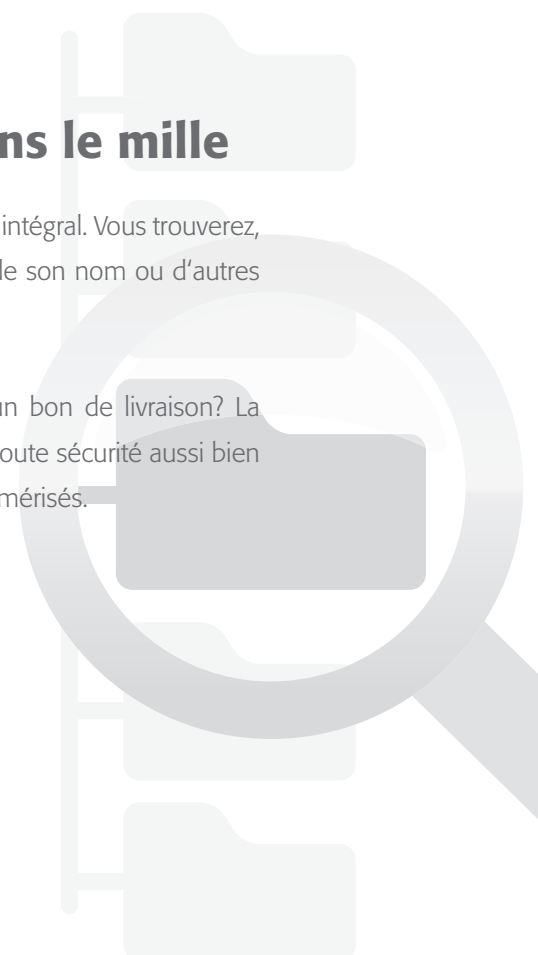 ns le mille
intégral. Vous trouverez,
le son nom ou d‘autres
un bon de livraison? La
oute sécurité aussi bien
mérisés.